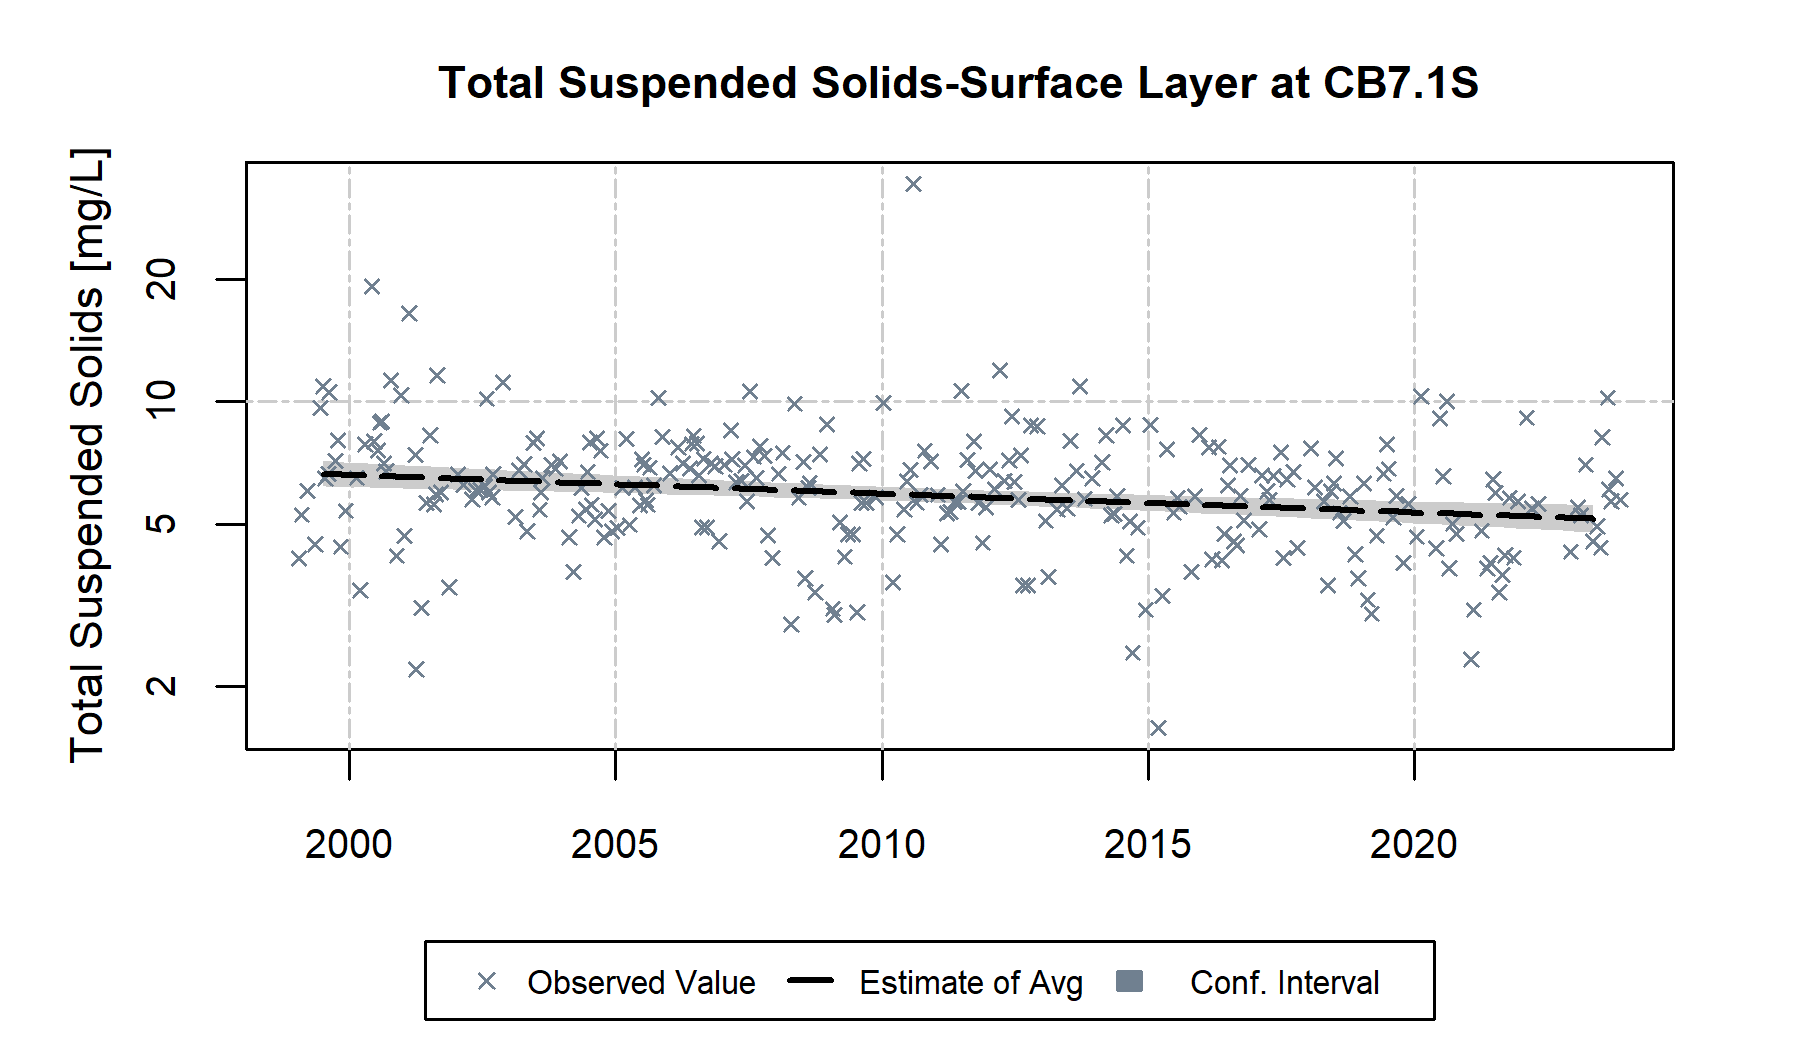 Total Suspended Solids-Surface Layer at CB7.1S
Total Suspended Solids [mg/L]
20
10
5
2
2000 2005 2010 2015 2020
Observed Value Estimate of Avg Conf. Interval